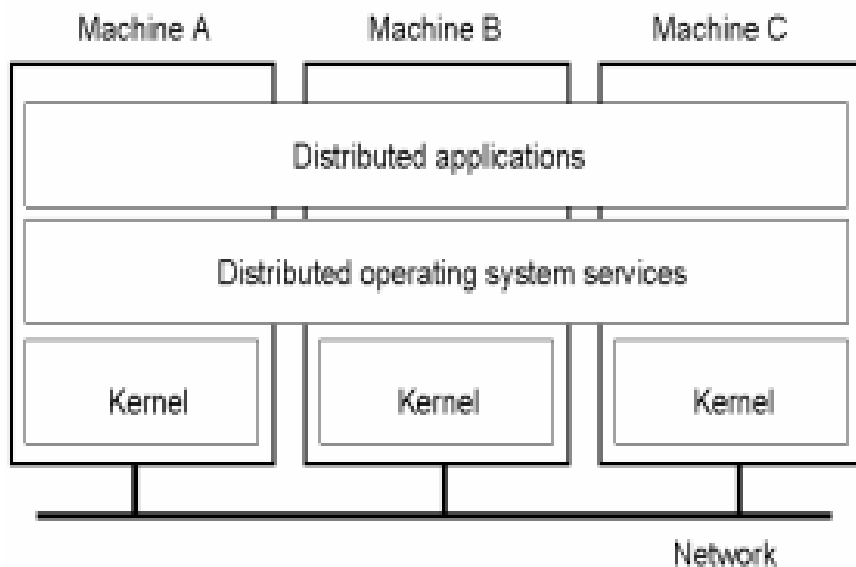 Machine A
Machine B
Machine C
Distributed applications
Distributed operating system services
Kernel
Kernel
Kernel
Network